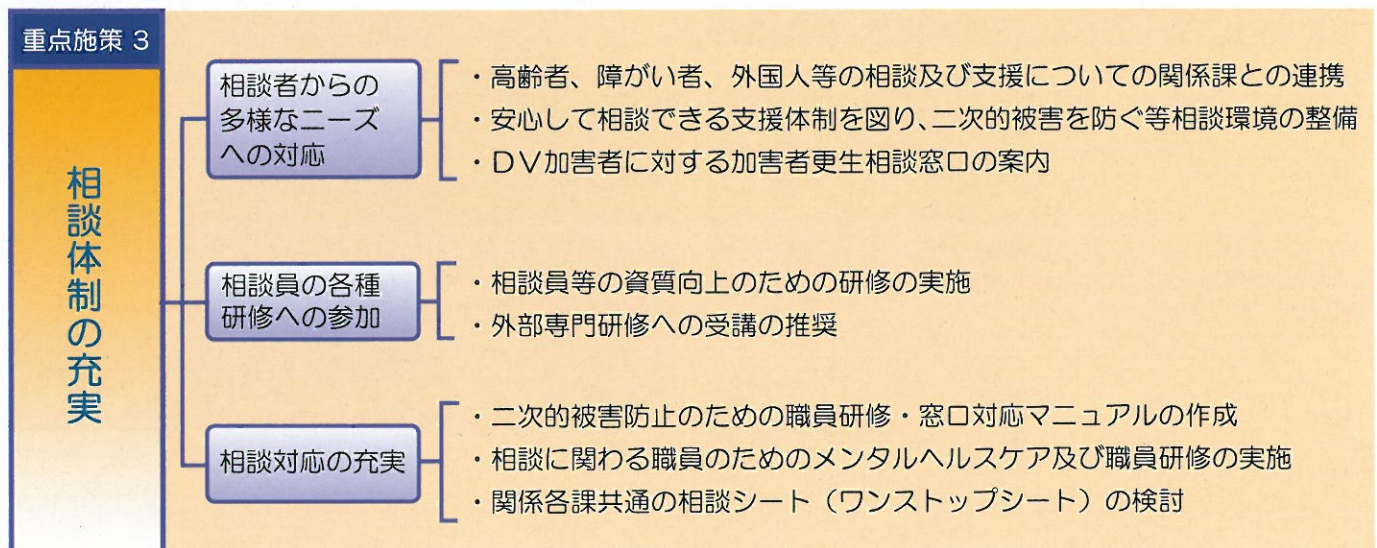 重点施策 3
相談体制の充実
相談者からの
多様なニーズ
への対応
・高齢者、障がい者、外国人等の相談及び支援についての関係課との連携
・安心して相談できる支援体制を図り、二次的被害を防ぐ等相談環境の整備
・DV加害者に対する加害者更生相談窓口の案内
相談員の各種
研修への参加
・相談員等の資質向上のための研修の実施
・外部専門研修への受講の推奨
相談対応の充実
・二次的被害防止のための職員研修・窓口対応マニュアルの作成
・相談に関わる職員のためのメンタルヘルスケア及び職員研修の実施
・関係各課共通の相談シート（ワンストップシート）の検討